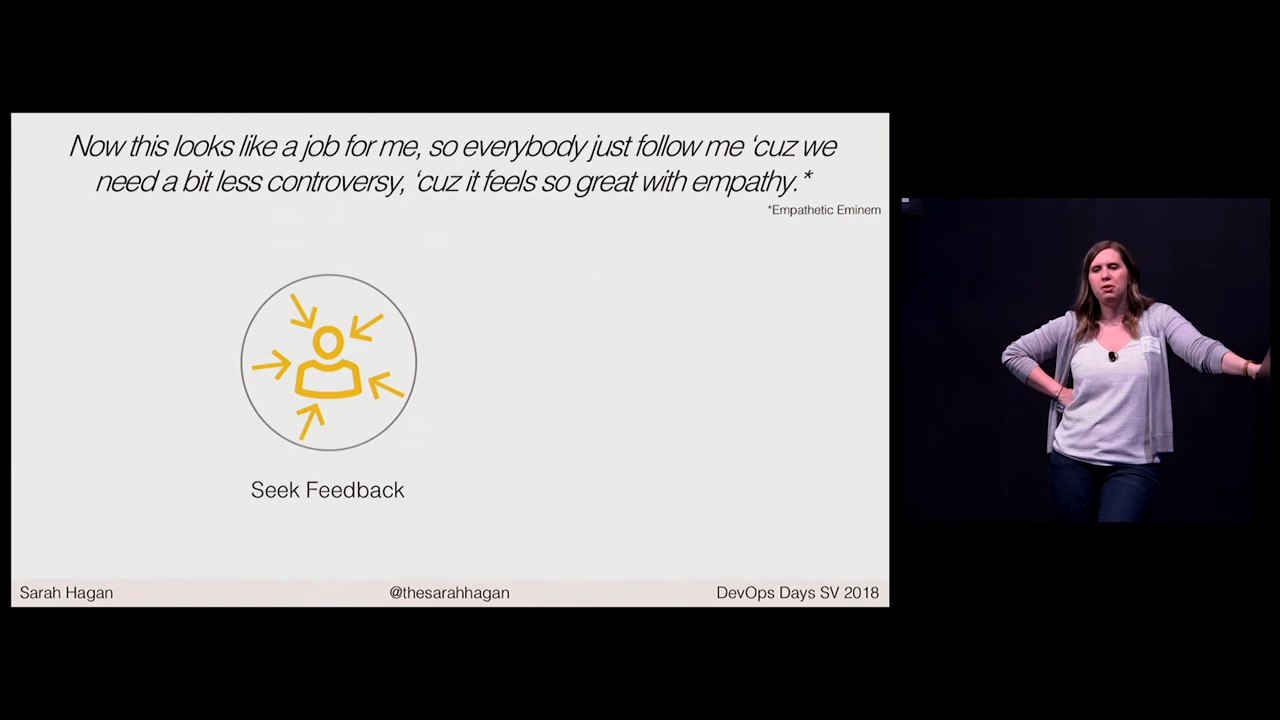 Now this looks like a job for me, so everybody just follow me ‘cuz we
need a bit less controversy, ‘cuz it feels so great with empathy.*
*Empathetic Eminem
Seek Feedback
Sarah Hagan
@thesarahhagan
DevOps Days SV 2018